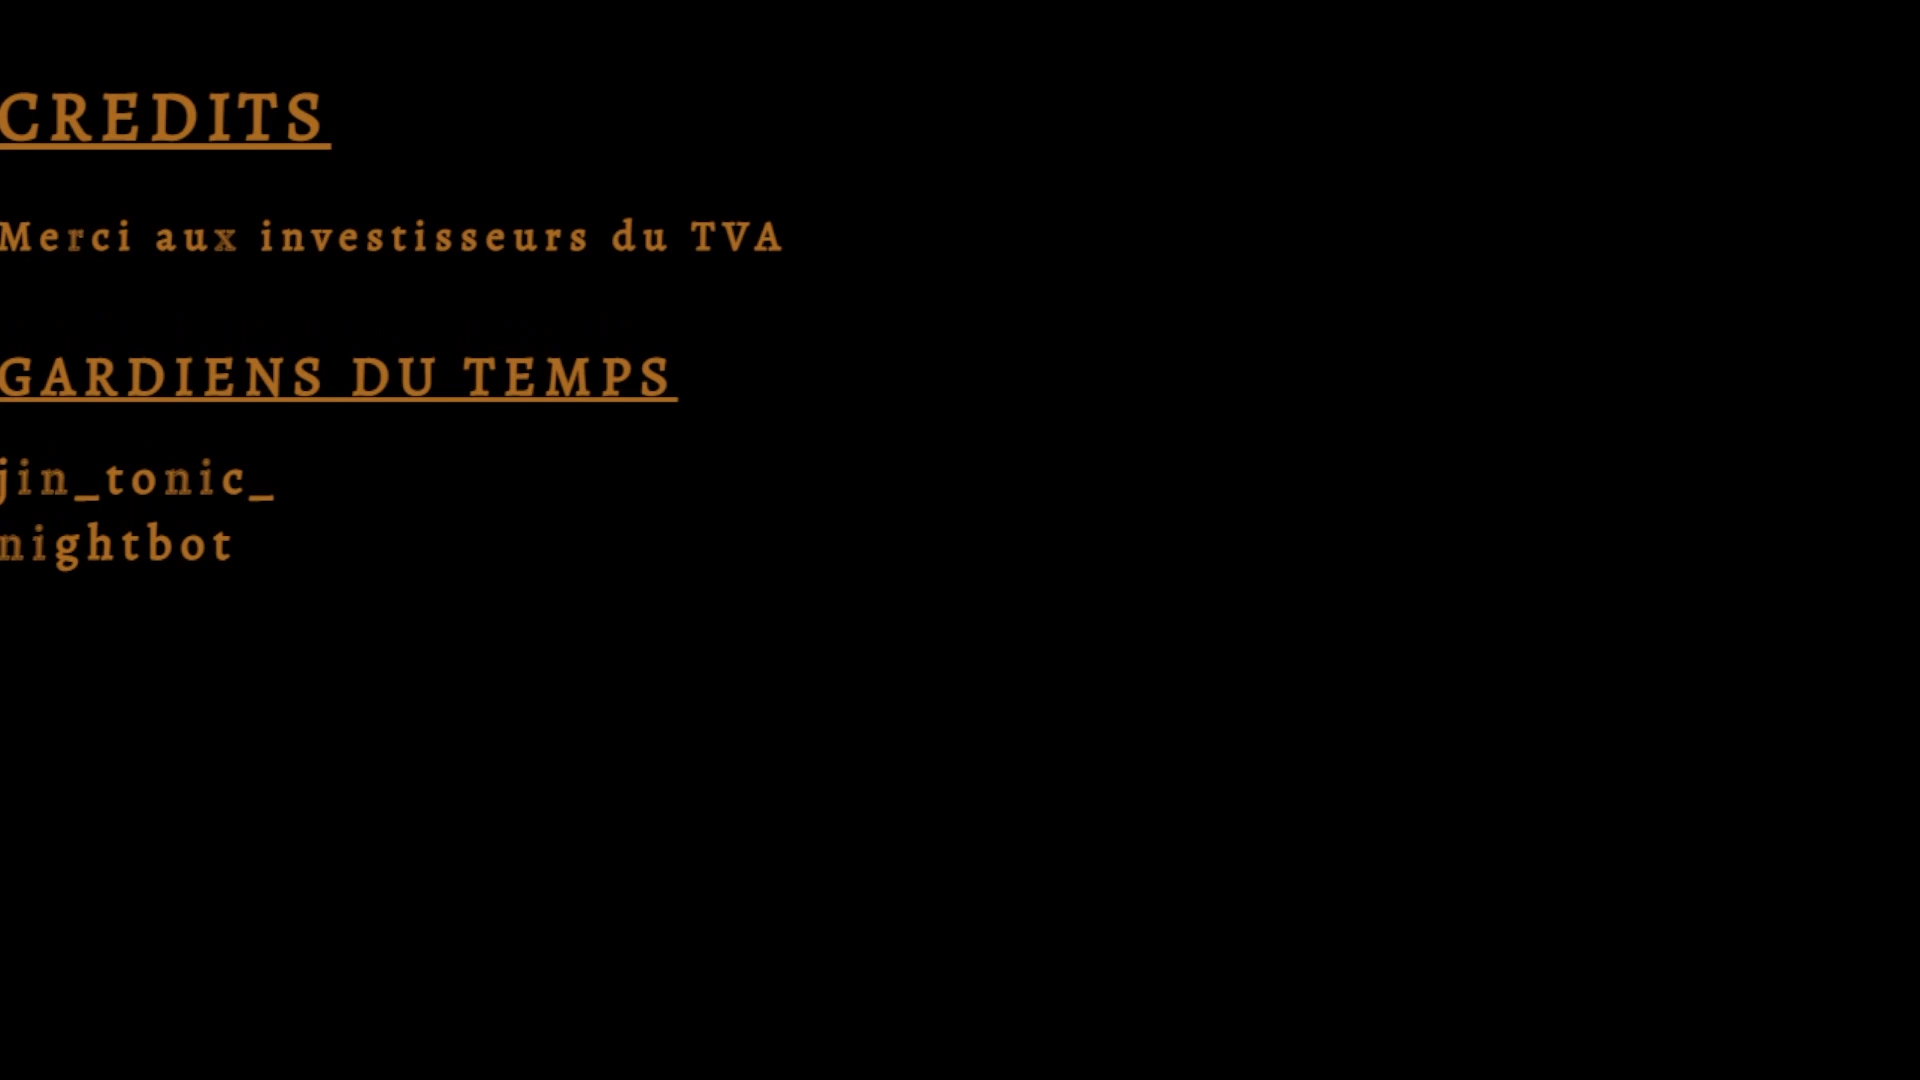 CREDITS
Merci aux investisseurs du TVA
GARDIENS DU TEMPS
jin_tonic_
nightbot